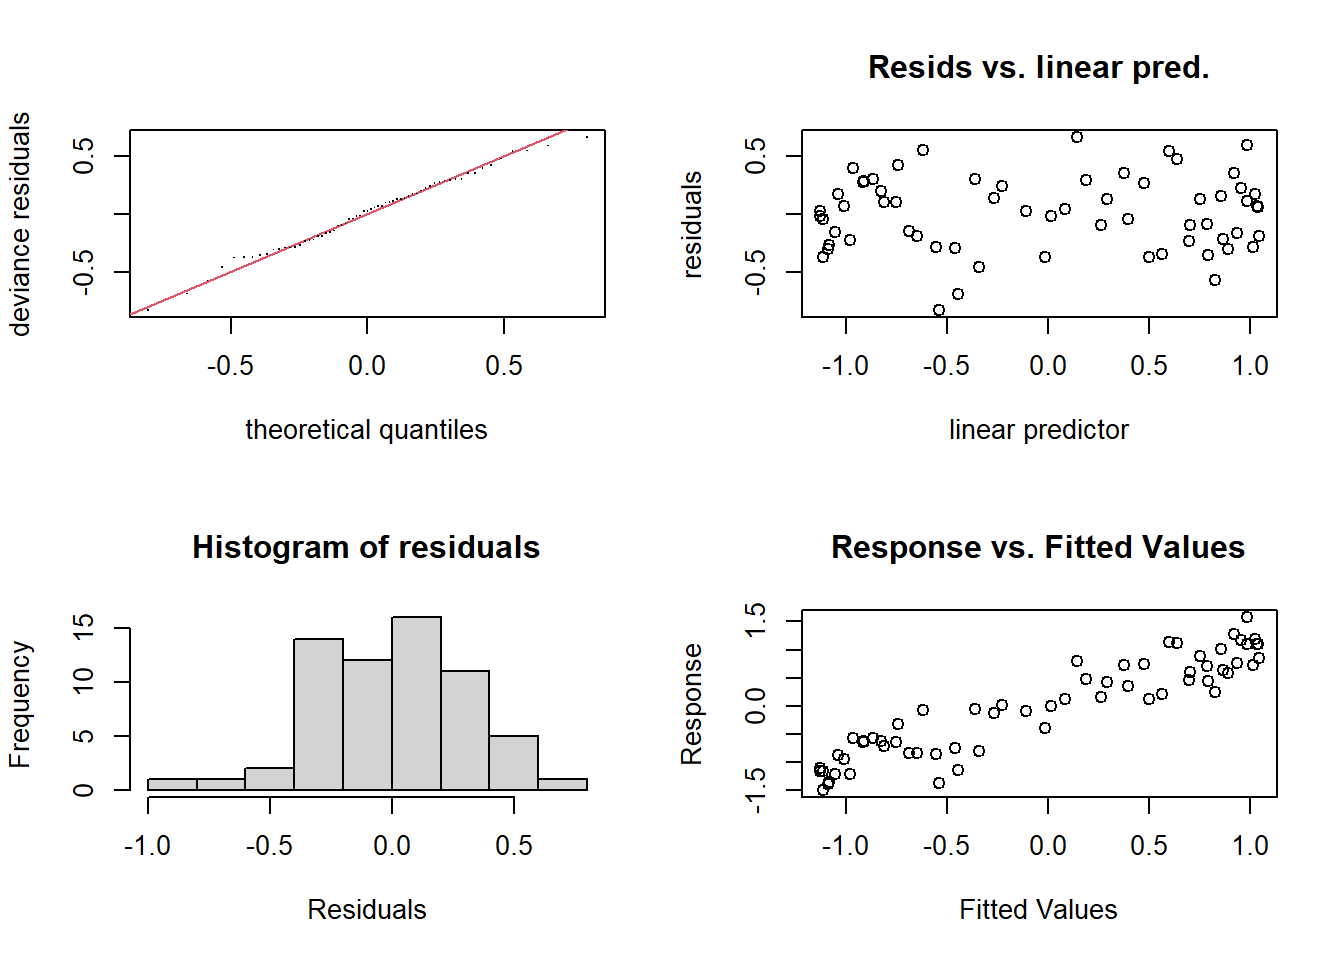 deviance residuals
0.5
-0.5
-0.5 0.0 0.5
theoretical quantiles
Resids vs. linear pred.
residuals
0.5
-0.5
-1.0 -0.5 0.0 0.5 1.0
linear predictor
Histogram of residuals
Frequency
15
10
5
0
-1.0 -0.5 0.0 0.5
Residuals
Response vs. Fitted Values
Response
1.5
0.0
-1.5
-1.0 -0.5 0.0 0.5 1.0
Fitted Values